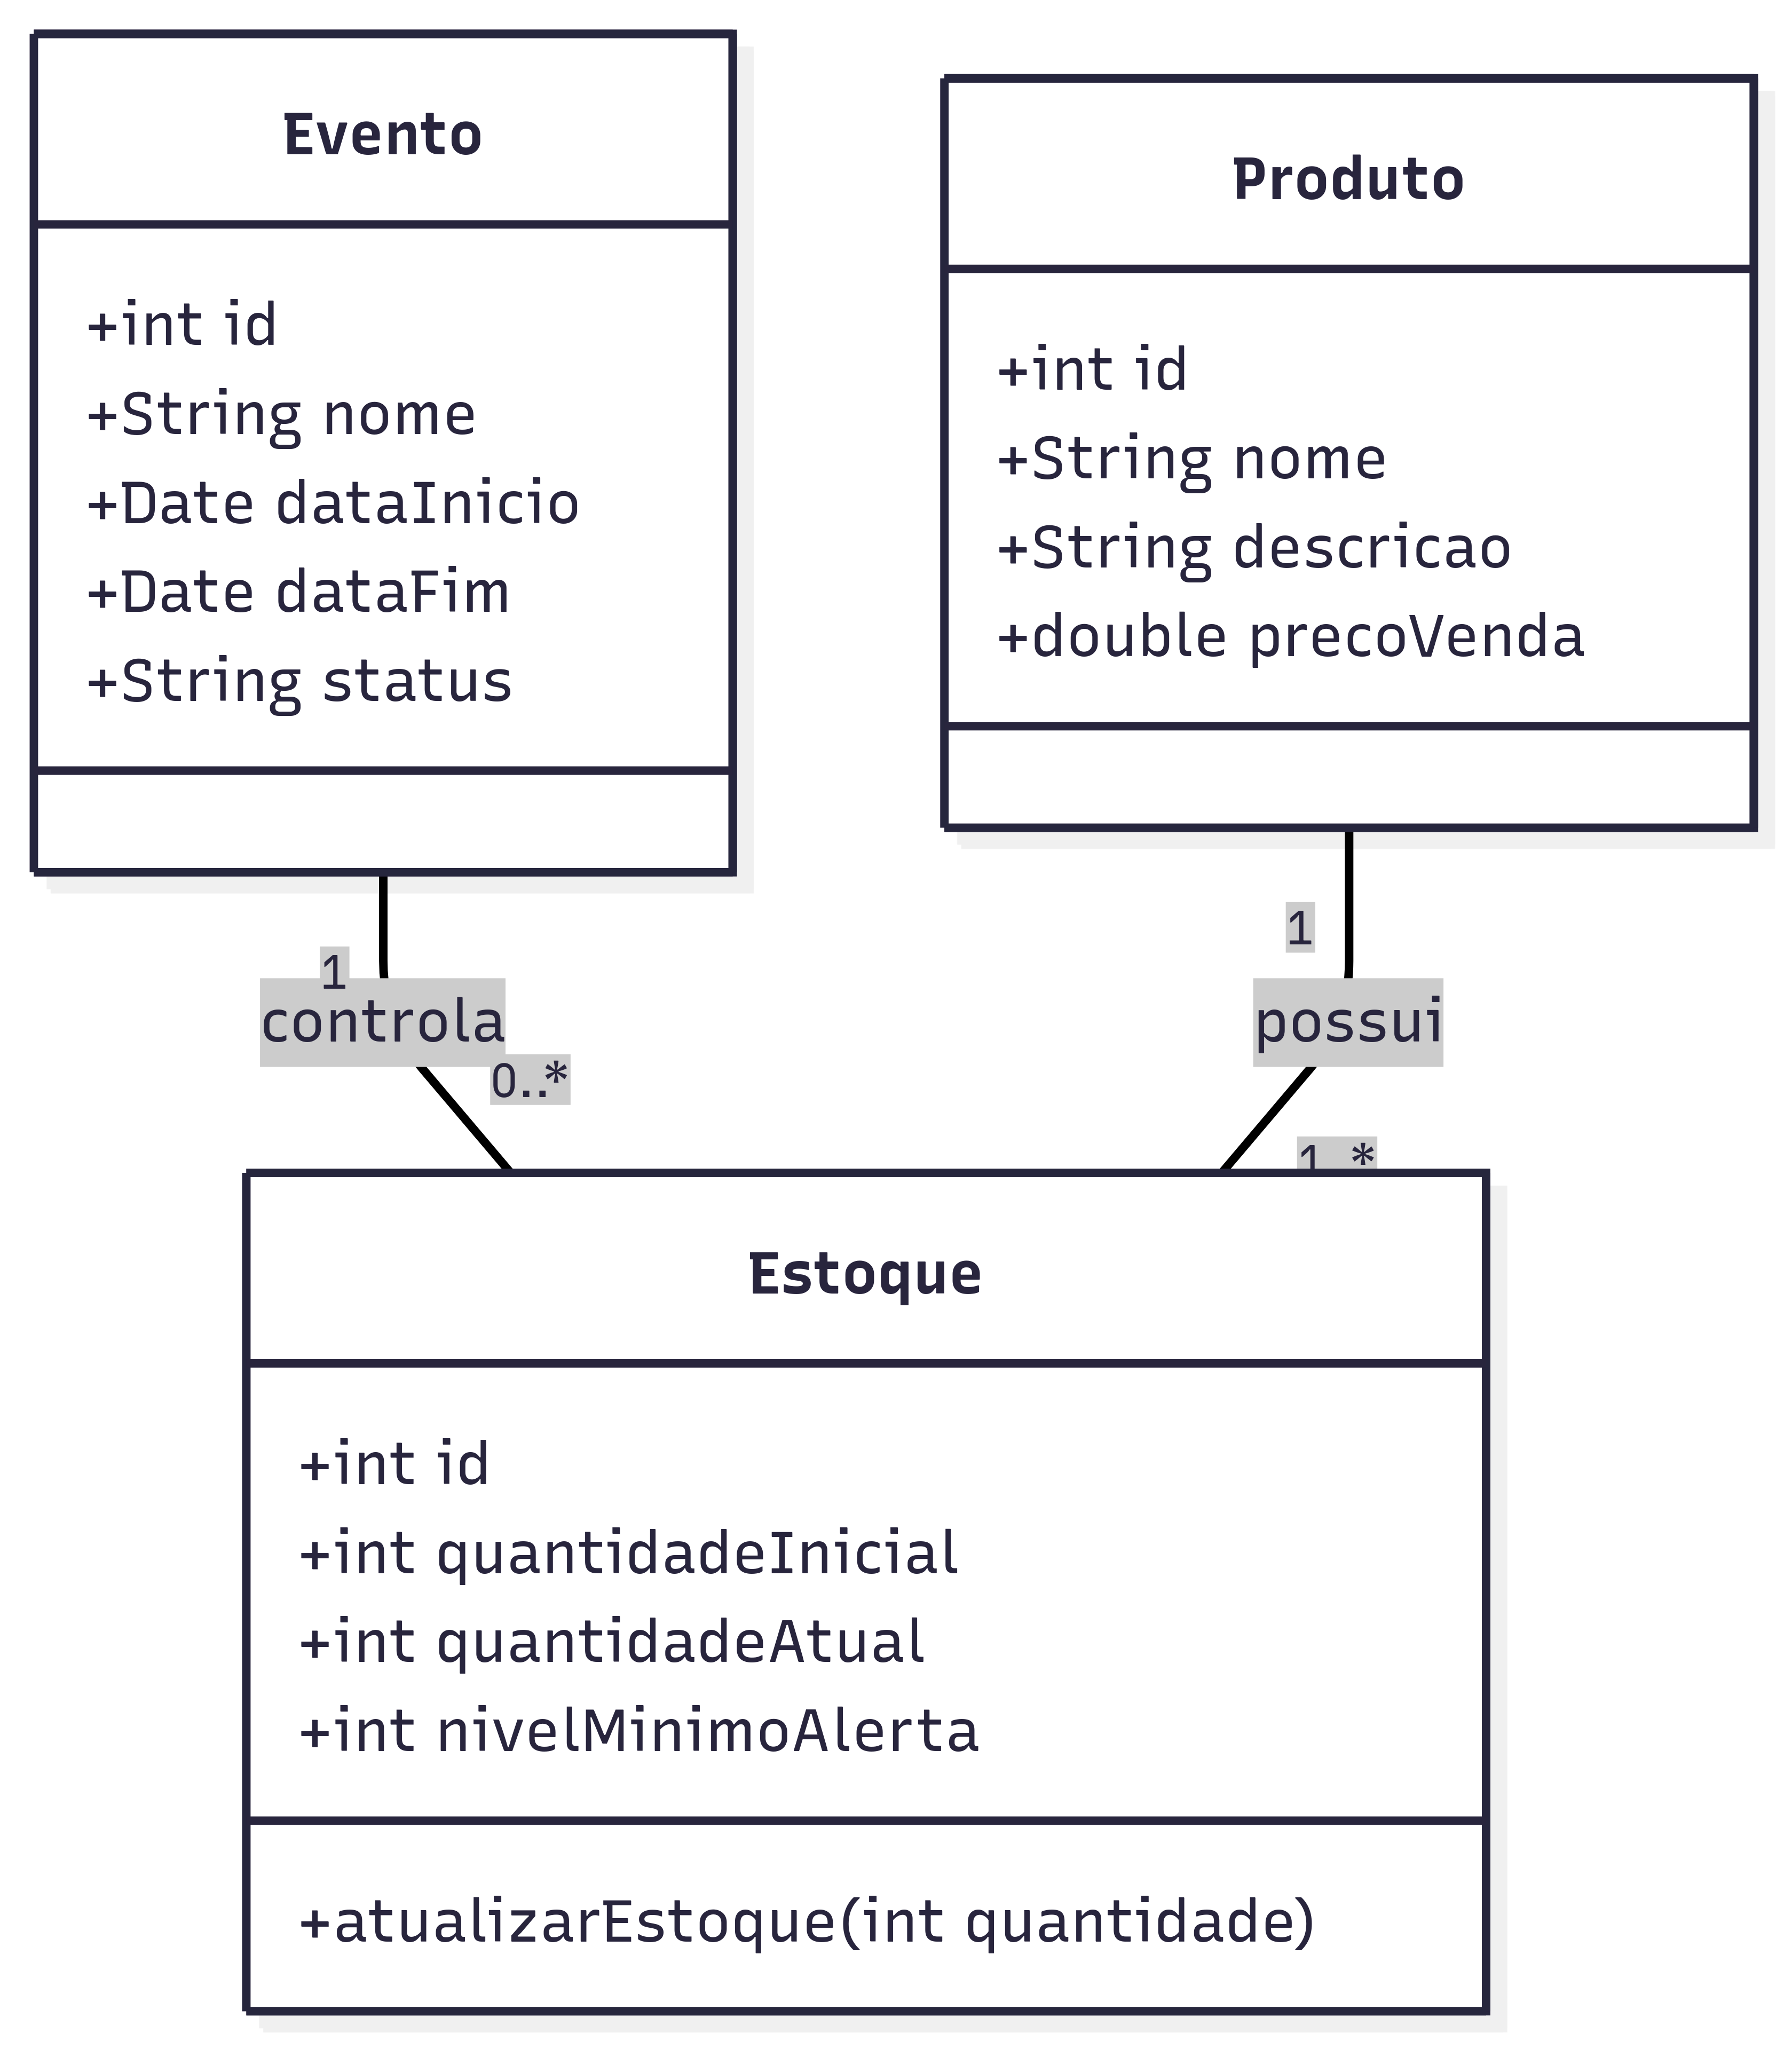 Evento
+int id
+String nome
+Date dataInicio
+Date dataFim
+String status
Produto
+int id
+String nome
+String descricao
+double precoVenda
1
controla
0..*
1
possui
Estoque
+int id
+int quantidadeInicial
+int quantidadeAtual
+int nivelMinimoAlerta
+atualizarEstoque(int quantidade)